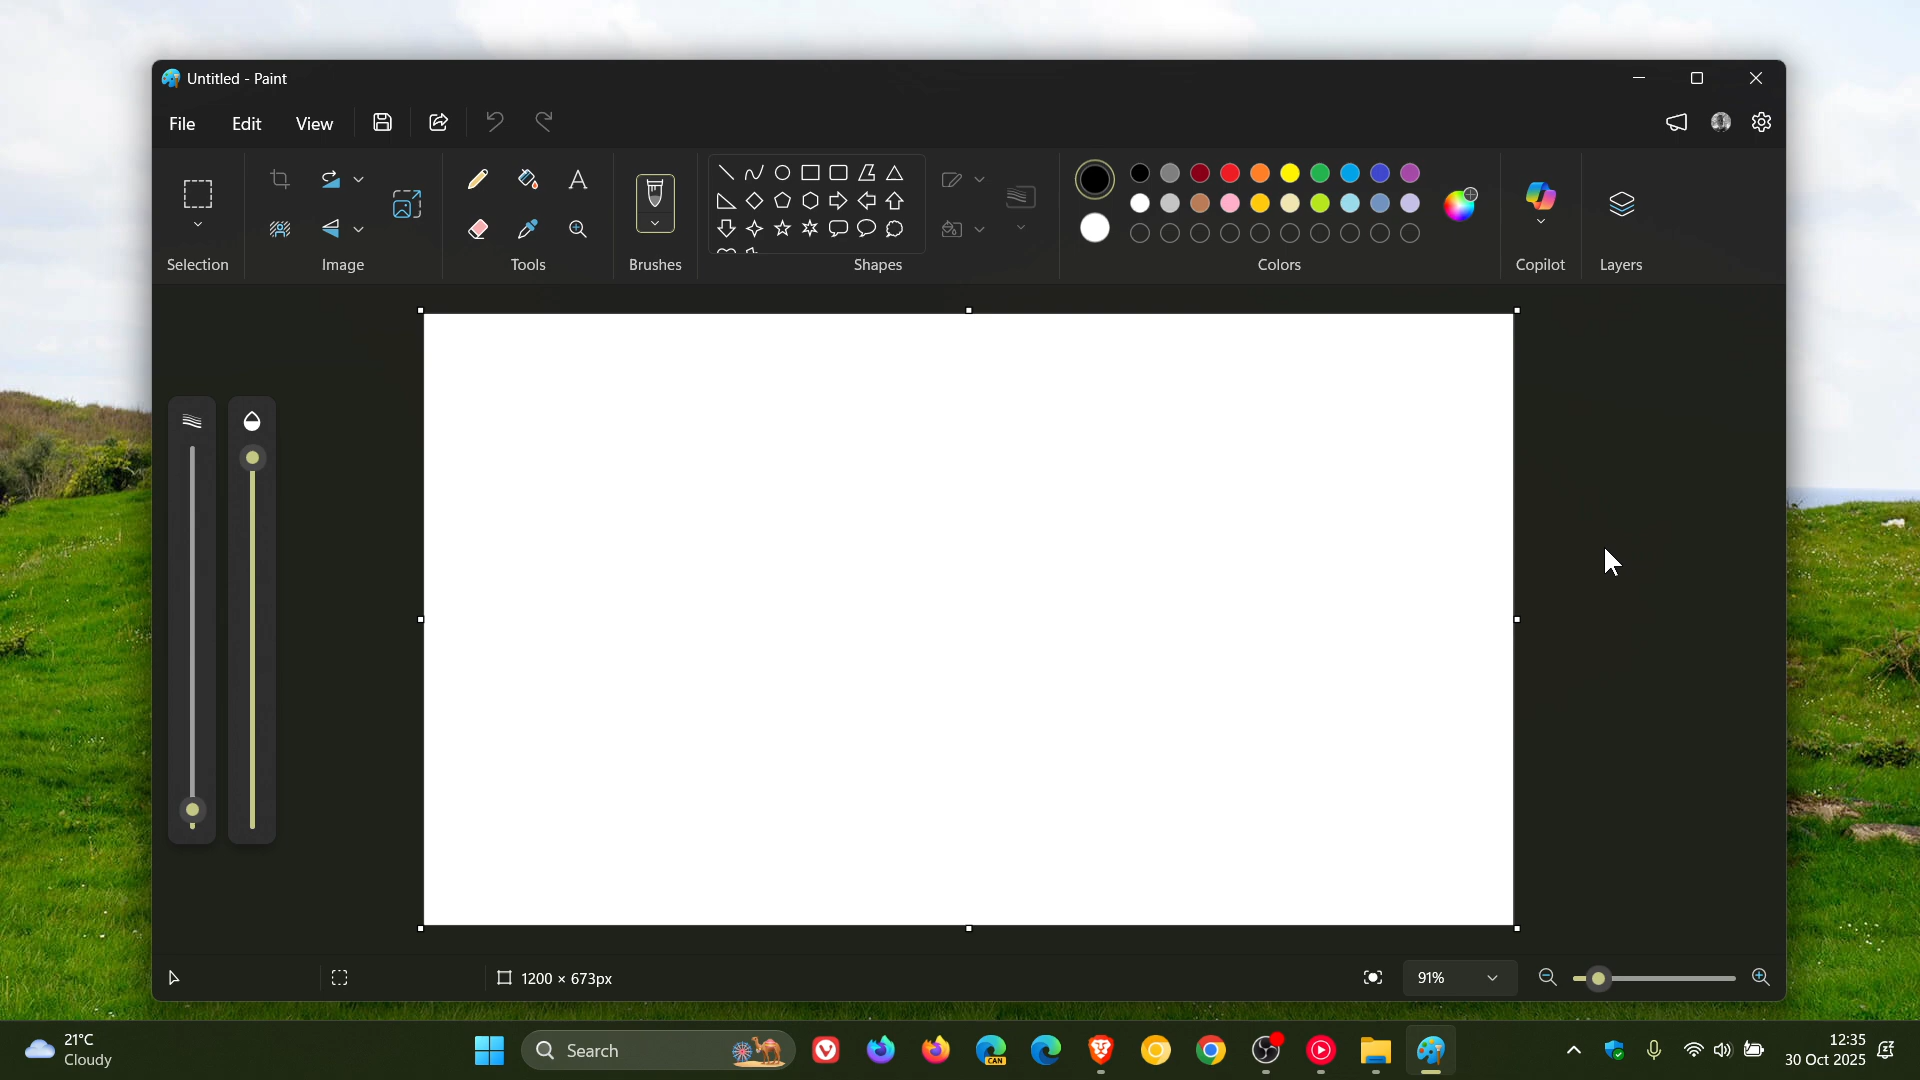 Untitled - Paint
File Edit View
Selection Image Tools Brushes Shapes Colors Copilot Layers
1200 × 673px
91%
21°C
Cloudy
Search
CAN
12:35
30 Oct 2025